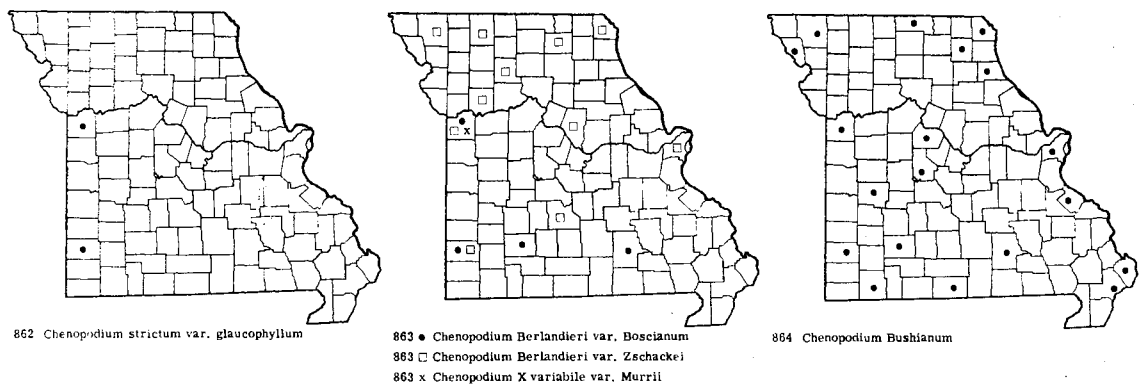 862 Chenopodium strictum var. glaucophyllum
863 ● Chenopodium Berlandieri var. Boscianum
863 □ Chenopodium Berlandieri var. Zschackei
863 x Chenopodium X variabile var. Murrii
864 Chenopodium Bushianum